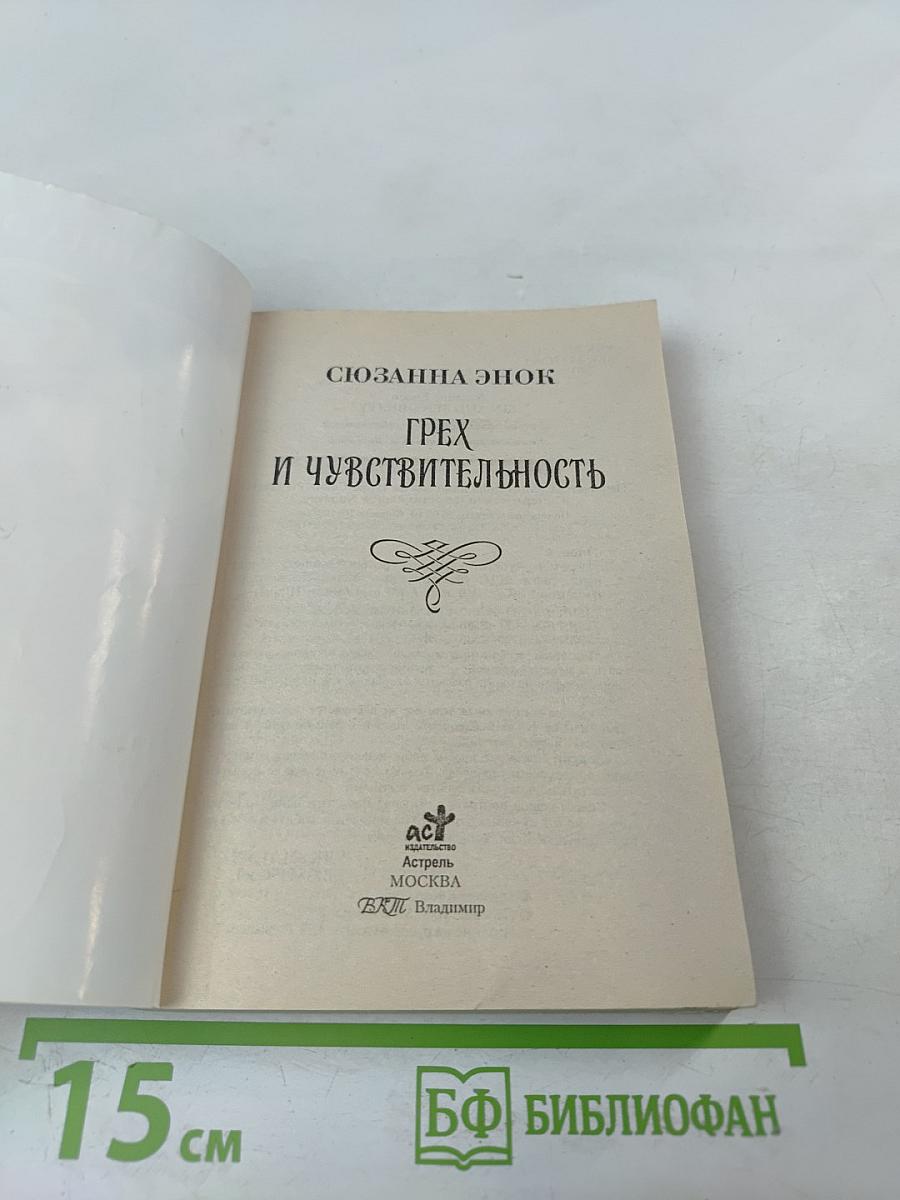 СЮЗАННА ЭНОК
ГРЕХ
И ЧУВСТВИТЕЛЬНОСТЬ
аст
ИЗДАТЕЛЬСТВО
Астрель
МОСКВА
ВКТ Владимир
15 см
БФ БИБЛИОФАН